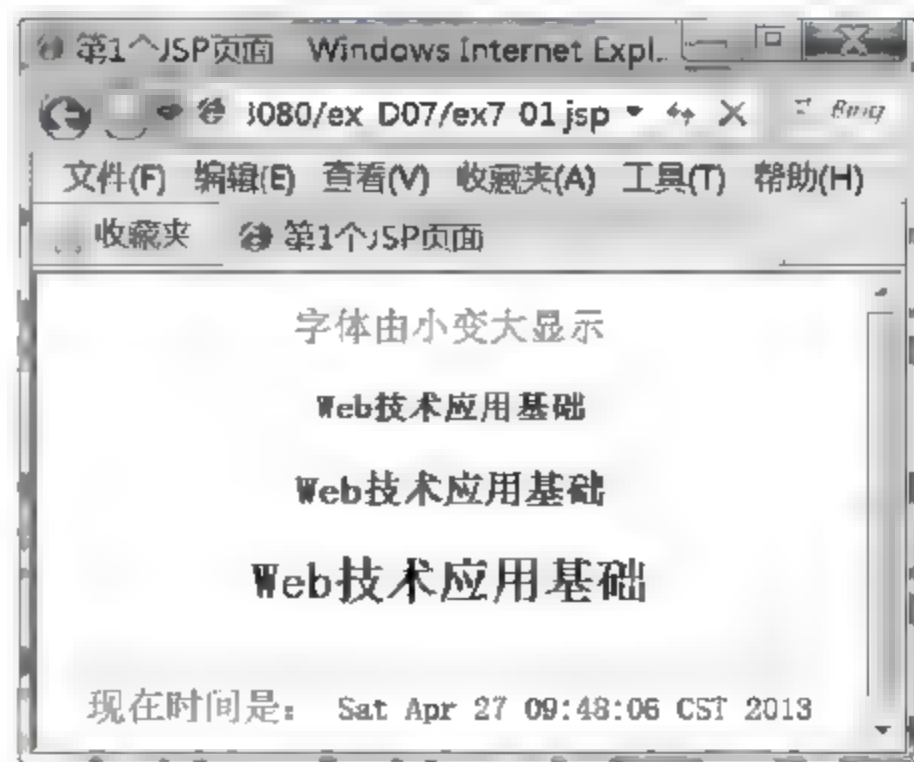 第1个JSP页面 Windows Internet Expl..
8080/ex D07/ex7 01 jsp Bing
文件(F) 编辑(E) 查看(V) 收藏夹(A) 工具(T) 帮助(H)
收藏夹 第1个JSP页面
字体由小变大显示
Web技术应用基础
Web技术应用基础
Web技术应用基础
现在时间是： Sat Apr 27 09:48:06 CST 2013